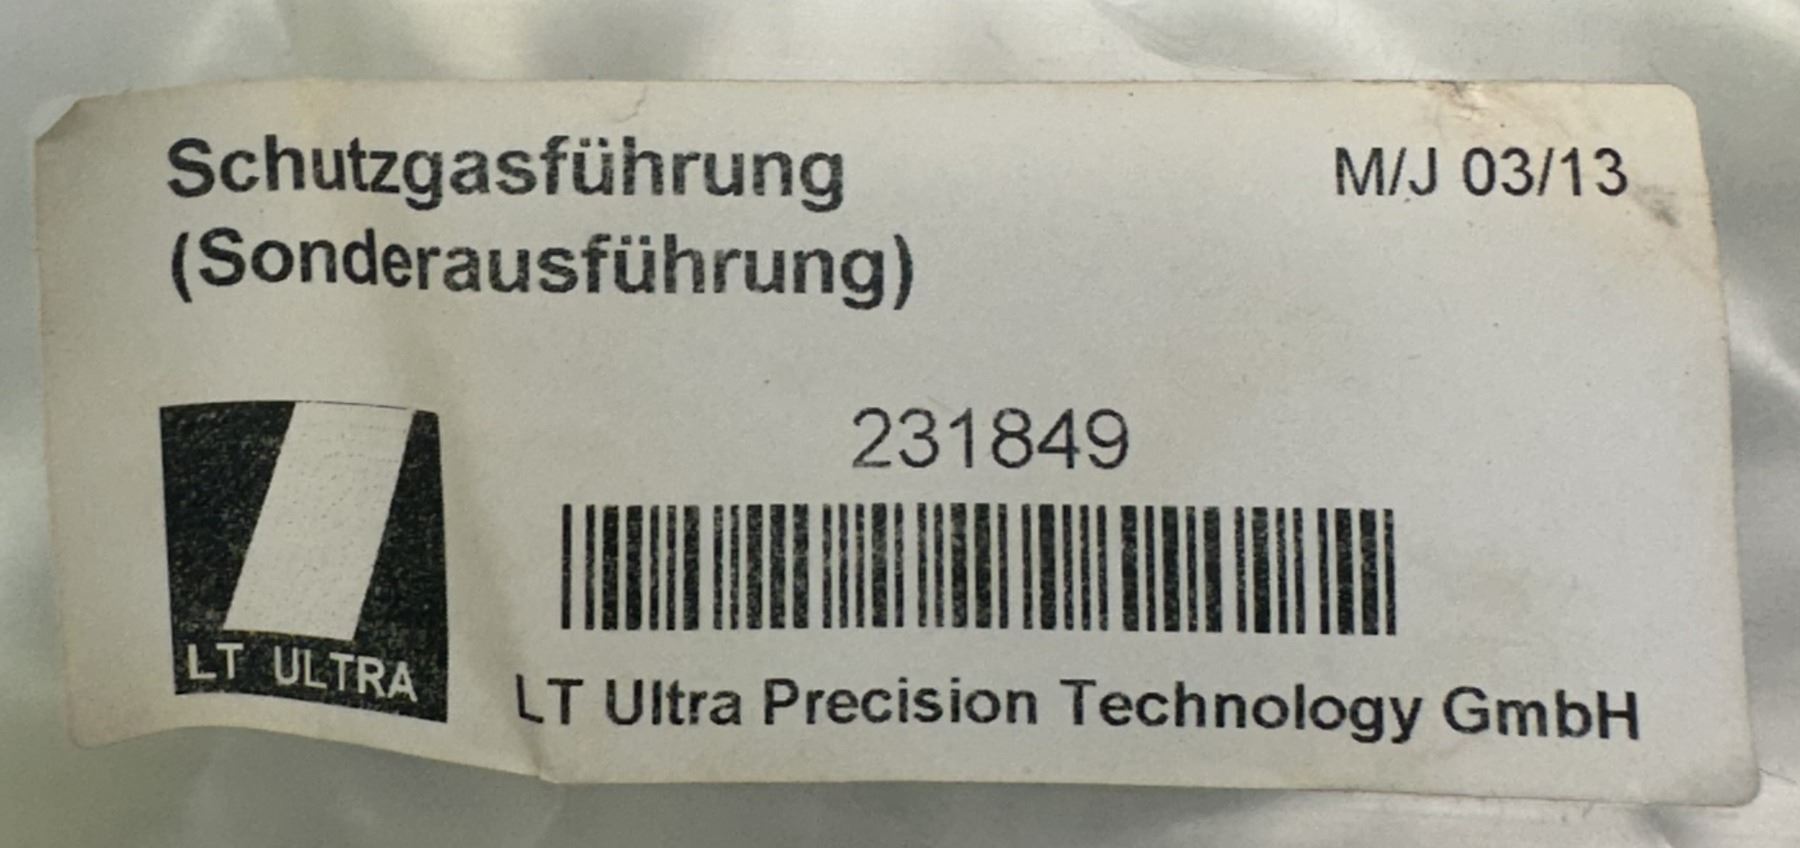 Schutzgasführung
(Sonderausführung)
M/J 03/13
231849
LT ULTRA
LT Ultra Precision Technology GmbH